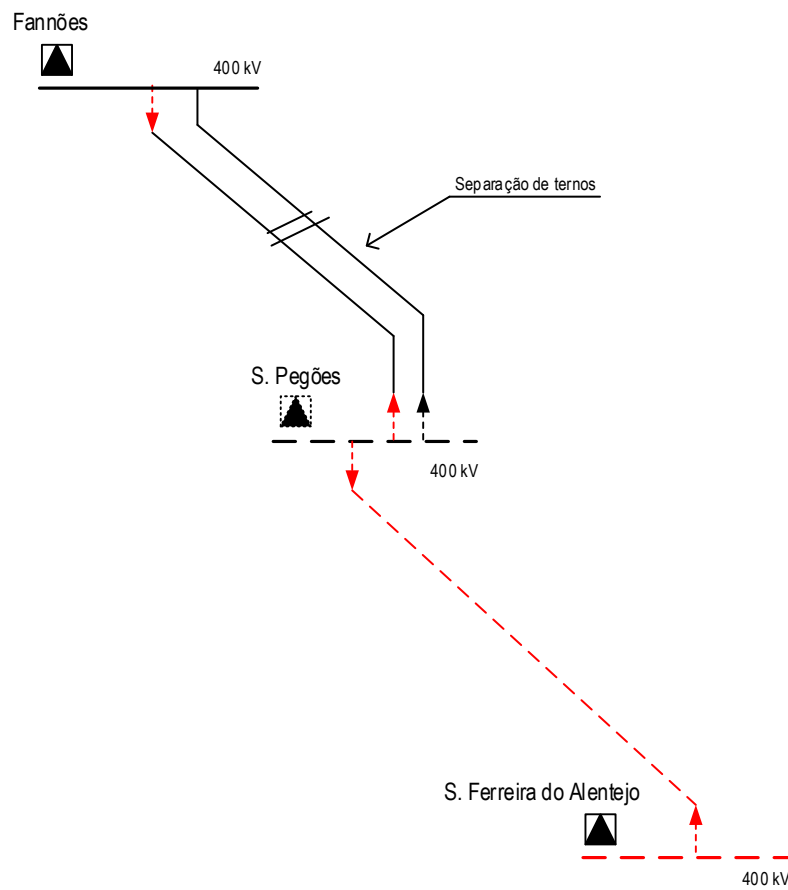 Fannões
400 kV
Separação de ternos
S. Pegões
400 kV
S. Ferreira do Alentejo
400 kV